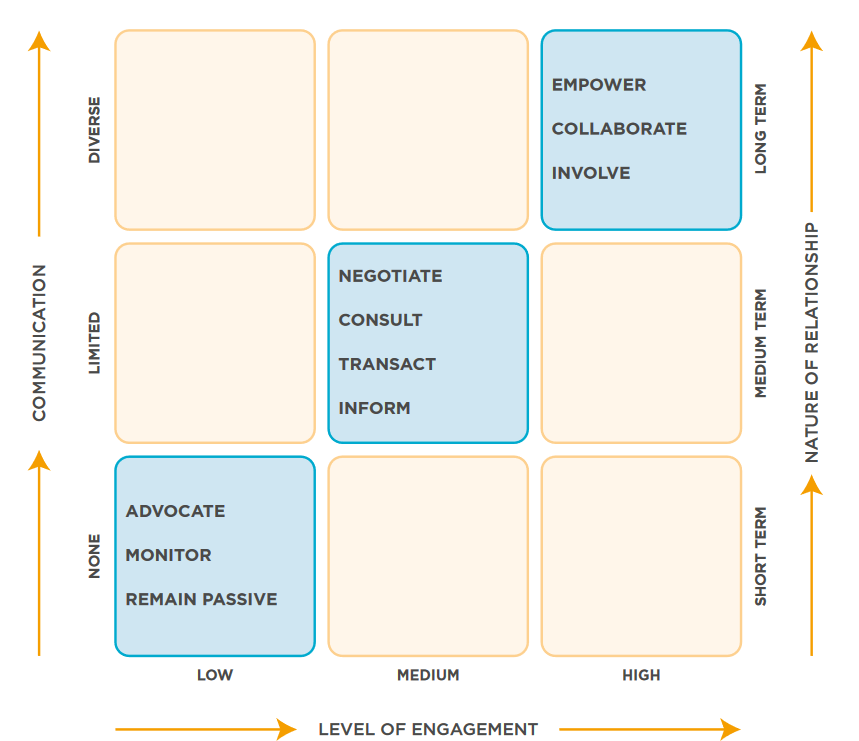 DIVERSE
EMPOWER
COLLABORATE
INVOLVE
LONG TERM
COMMUNICATION
LIMITED
NEGOTIATE
CONSULT
TRANSACT
INFORM
MEDIUM TERM
NATURE OF RELATIONSHIP
NONE
ADVOCATE
MONITOR
REMAIN PASSIVE
SHORT TERM
LOW
MEDIUM
HIGH
LEVEL OF ENGAGEMENT